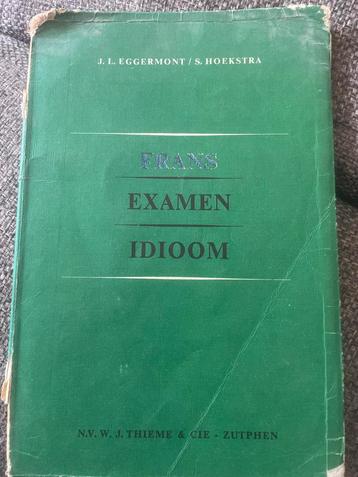 J. L. EGGERMONT / S. HOEKSTRA
FRANS
EXAMEN
IDIOOM
N.V. W. J. THIEME & CIE - ZUTPHEN